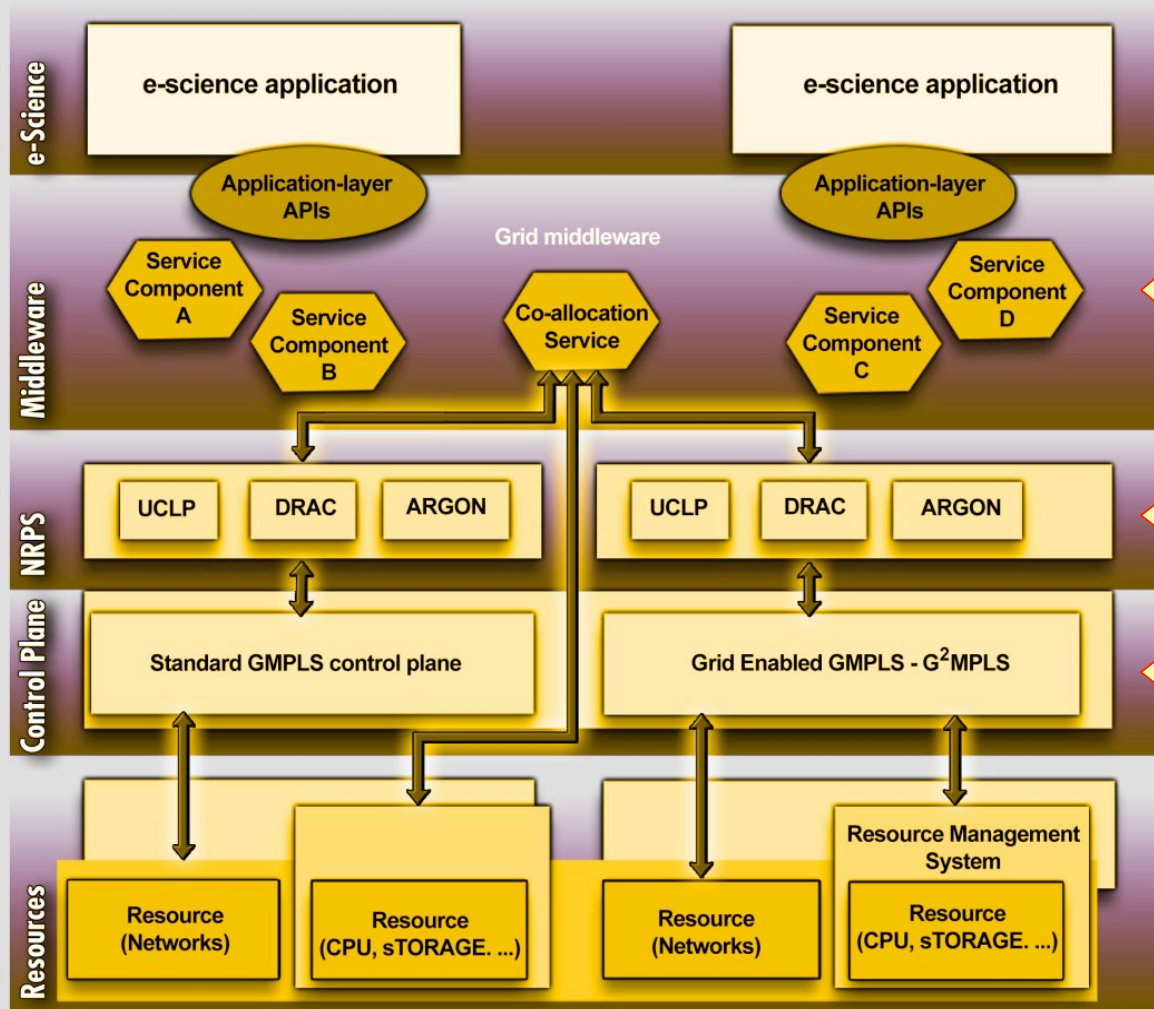 e-Science
e-science application
e-science application
Application-layer
APIs
Application-layer
APIs
Middleware
Grid middleware
Service
Component
A
Service
Component
B
Co-allocation
Service
Service
Component
C
Service
Component
D
NRPS
UCLP
DRAC
ARGON
UCLP
DRAC
ARGON
Control Plane
Standard GMPLS control plane
Grid Enabled GMPLS - G²MPLS
Resources
Resource
(Networks)
Resource
(CPU, sTORAGE. ...)
Resource
(Networks)
Resource Management
System
Resource
(CPU, sTORAGE. ...)